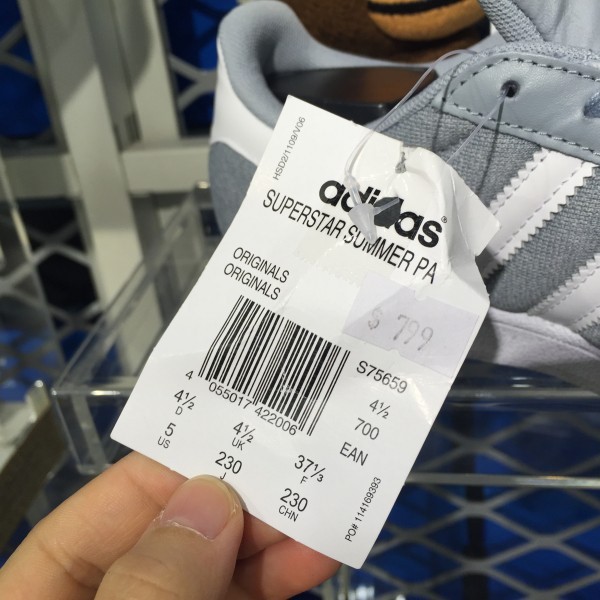 HSD2/1109/V06
adidas®
SUPERSTAR SUMMER PA
ORIGINALS
ORIGINALS
$ 799
S75659
4 055017 422006
4½
700
EAN
4½
D
5
US
4½
UK
230
J
37⅓
F
230
CHN
PO# 114169393